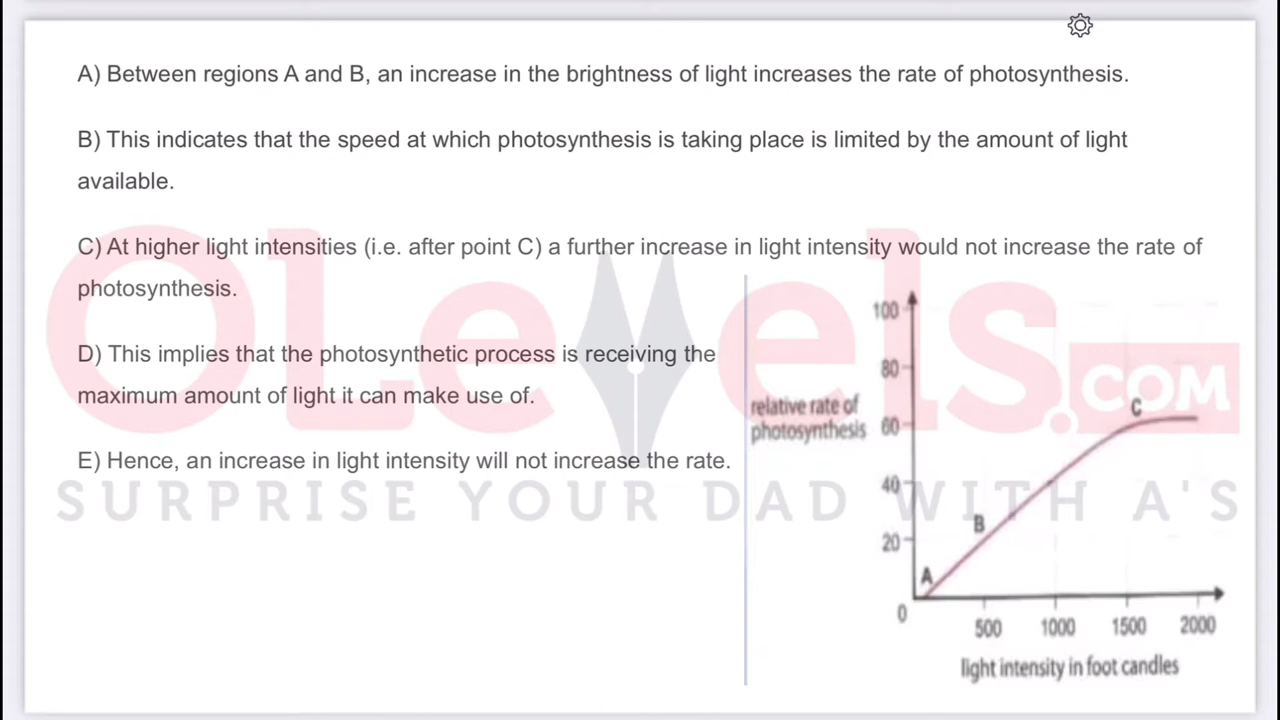 A) Between regions A and B, an increase in the brightness of light increases the rate of photosynthesis.
B) This indicates that the speed at which photosynthesis is taking place is limited by the amount of light
available.
C) At higher light intensities (i.e. after point C) a further increase in light intensity would not increase the rate of
photosynthesis.
D) This implies that the photosynthetic process is receiving the
maximum amount of light it can make use of.
E) Hence, an increase in light intensity will not increase the rate.
OLevels.COM
SURPRISE YOUR DAD WITH A'S
100
80
relative rate of
photosynthesis
60
40
20
0
A
B
C
500 1000 1500 2000
light intensity in foot candles